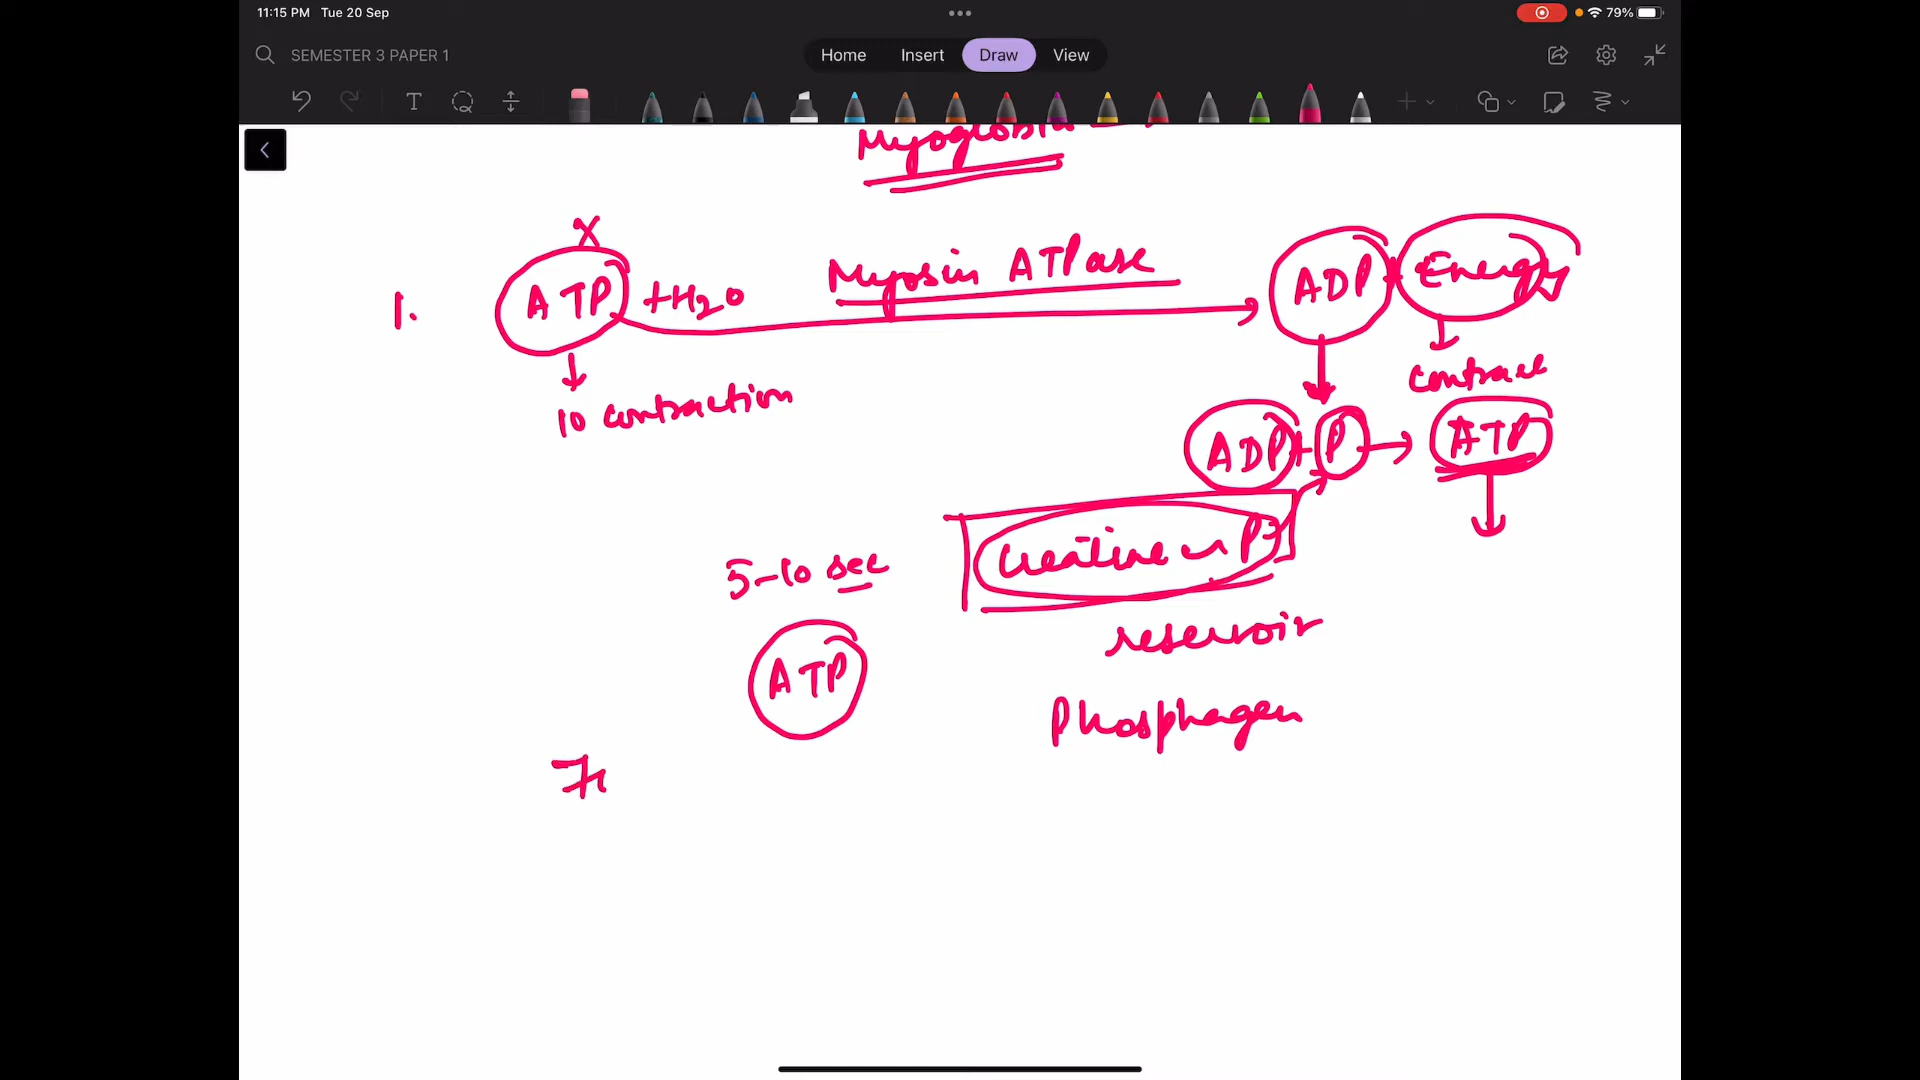 11:15 PM Tue 20 Sep
79%
SEMESTER 3 PAPER 1
Home Insert Draw View
T
Myoglobin
x
1. ATP +H2O Myosin ATPase ADP + Energy
10 contraction
contract
ADP + P → ATP
Creatine ~ P
5-10 sec
reservoir
ATP
Phosphagen